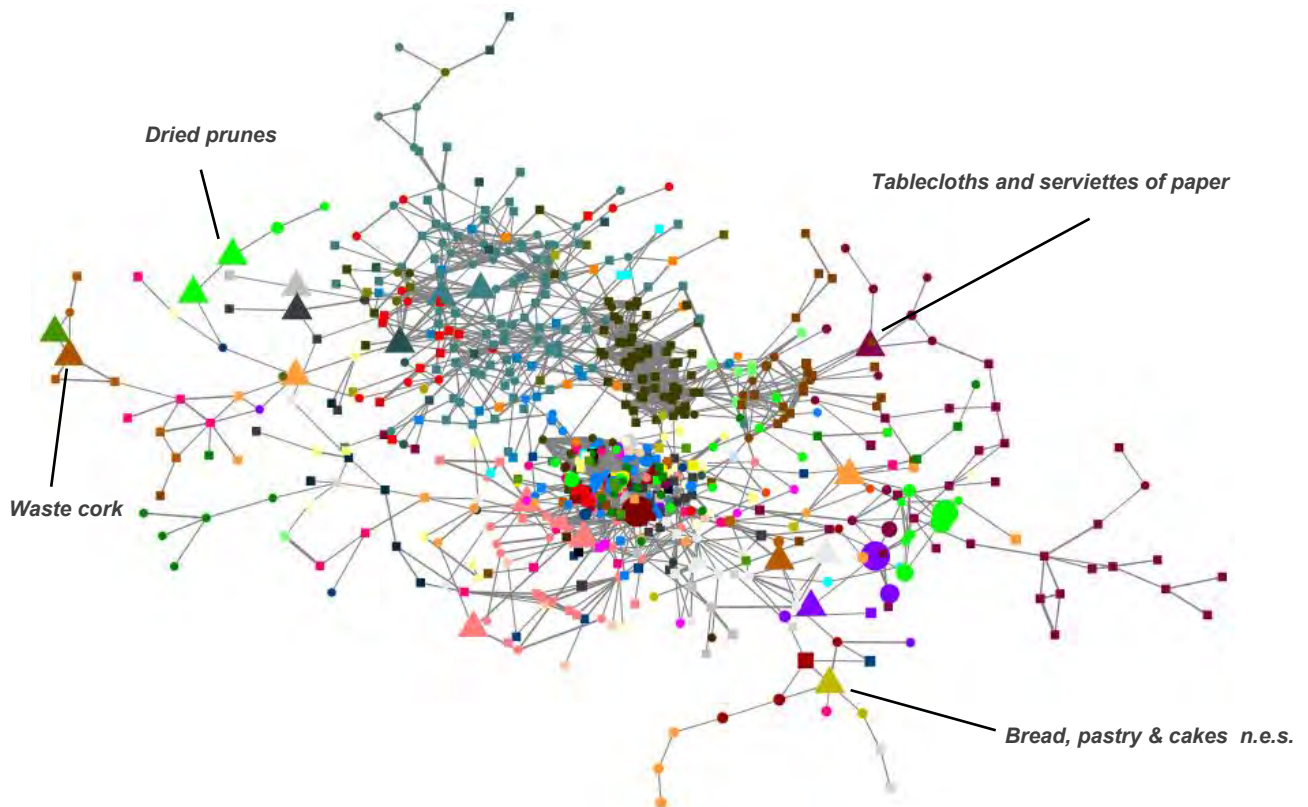 Dried prunes
Tablecloths and serviettes of paper
Waste cork
Bread, pastry & cakes n.e.s.